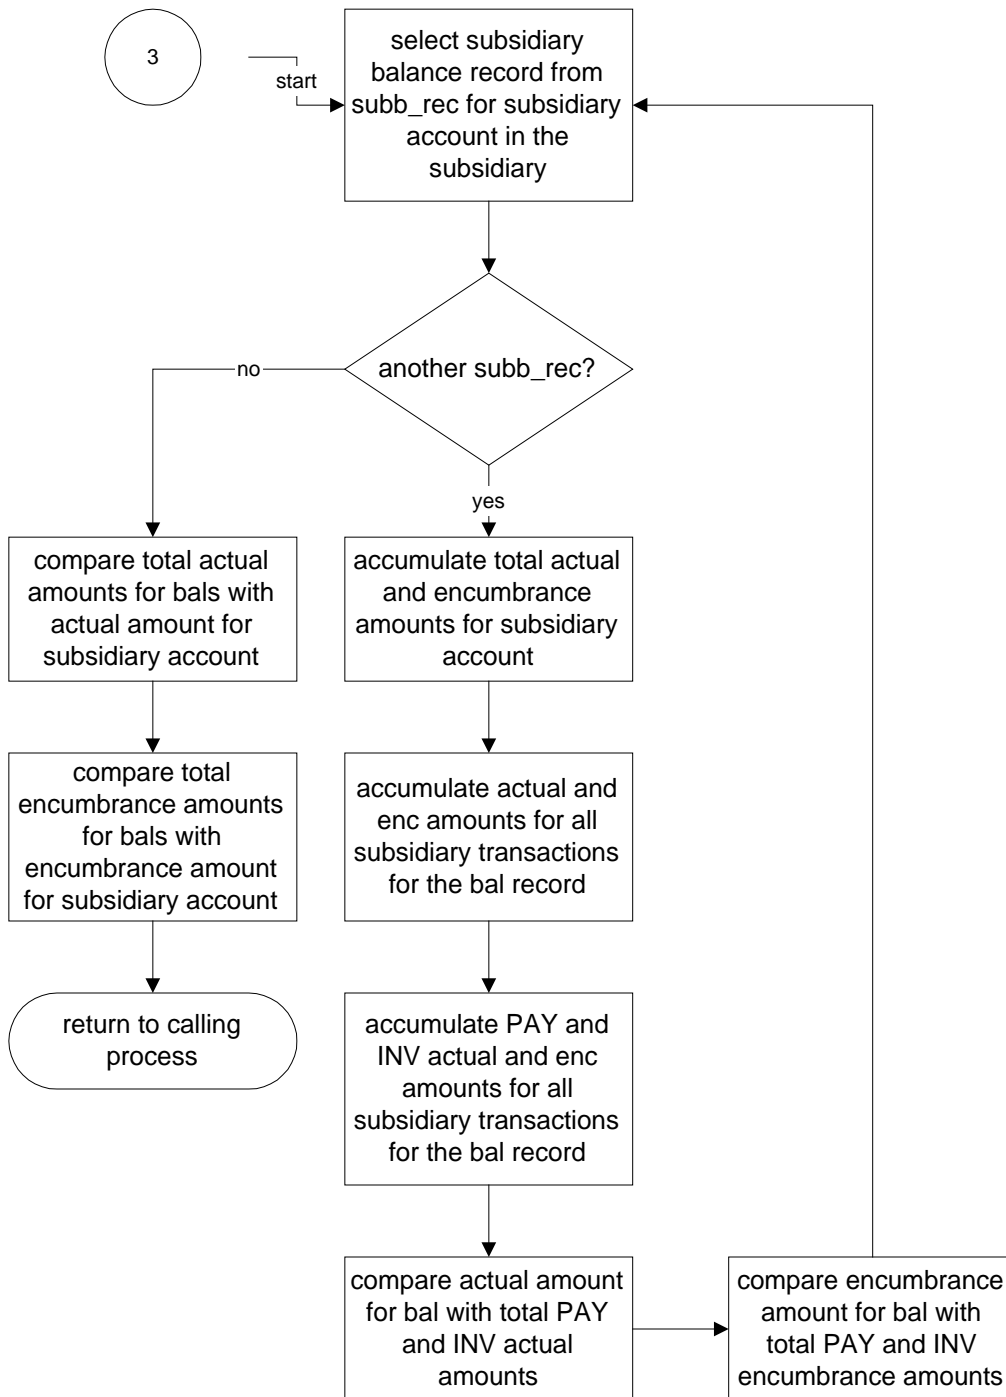 3
start
select subsidiary
balance record from
subb_rec for subsidiary
account in the
subsidiary
another subb_rec?
no
yes
compare total actual
amounts for bals with
actual amount for
subsidiary account
accumulate total actual
and encumbrance
amounts for subsidiary
account
compare total
encumbrance amounts
for bals with
encumbrance amount
for subsidiary account
accumulate actual and
enc amounts for all
subsidiary transactions
for the bal record
return to calling
process
accumulate PAY and
INV actual and enc
amounts for all
subsidiary transactions
for the bal record
compare actual amount
for bal with total PAY
and INV actual
amounts
compare encumbrance
amount for bal with
total PAY and INV
encumbrance amounts